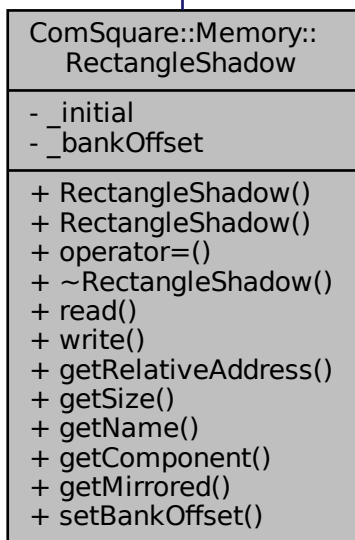 ComSquare::Memory::
RectangleShadow
- _initial
- _bankOffset
+ RectangleShadow()
+ RectangleShadow()
+ operator=()
+ ~RectangleShadow()
+ read()
+ write()
+ getRelativeAddress()
+ getSize()
+ getName()
+ getComponent()
+ getMirrored()
+ setBankOffset()